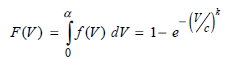 F(V) = ∫₀^α f(V) dV = 1 − e^−(V/c)^k